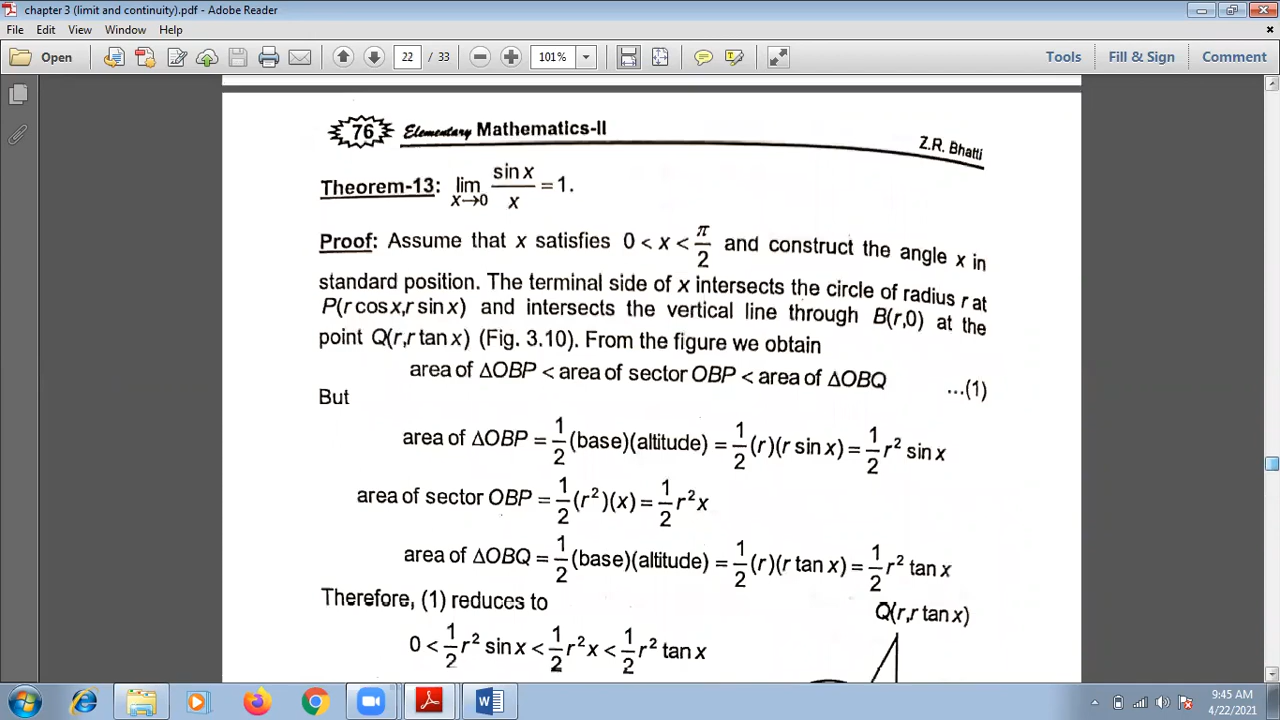 chapter 3 (limit and continuity).pdf - Adobe Reader
File Edit View Window Help
Open 22 / 33 101% Tools Fill & Sign Comment
76 Elementary Mathematics-II Z.R. Bhatti
Theorem-13: lim x→0 sin x / x = 1.
Proof: Assume that x satisfies 0 < x < π/2 and construct the angle x in
standard position. The terminal side of x intersects the circle of radius r at
P(r cos x, r sin x) and intersects the vertical line through B(r,0) at the
point Q(r, r tan x) (Fig. 3.10). From the figure we obtain
area of ΔOBP < area of sector OBP < area of ΔOBQ ...(1)
But
area of ΔOBP = 1/2 (base)(altitude) = 1/2 (r)(r sin x) = 1/2 r² sin x
area of sector OBP = 1/2 (r²)(x) = 1/2 r² x
area of ΔOBQ = 1/2 (base)(altitude) = 1/2 (r)(r tan x) = 1/2 r² tan x
Therefore, (1) reduces to
Q(r, r tan x)
0 < 1/2 r² sin x < 1/2 r² x < 1/2 r² tan x
9:45 AM
4/22/2021